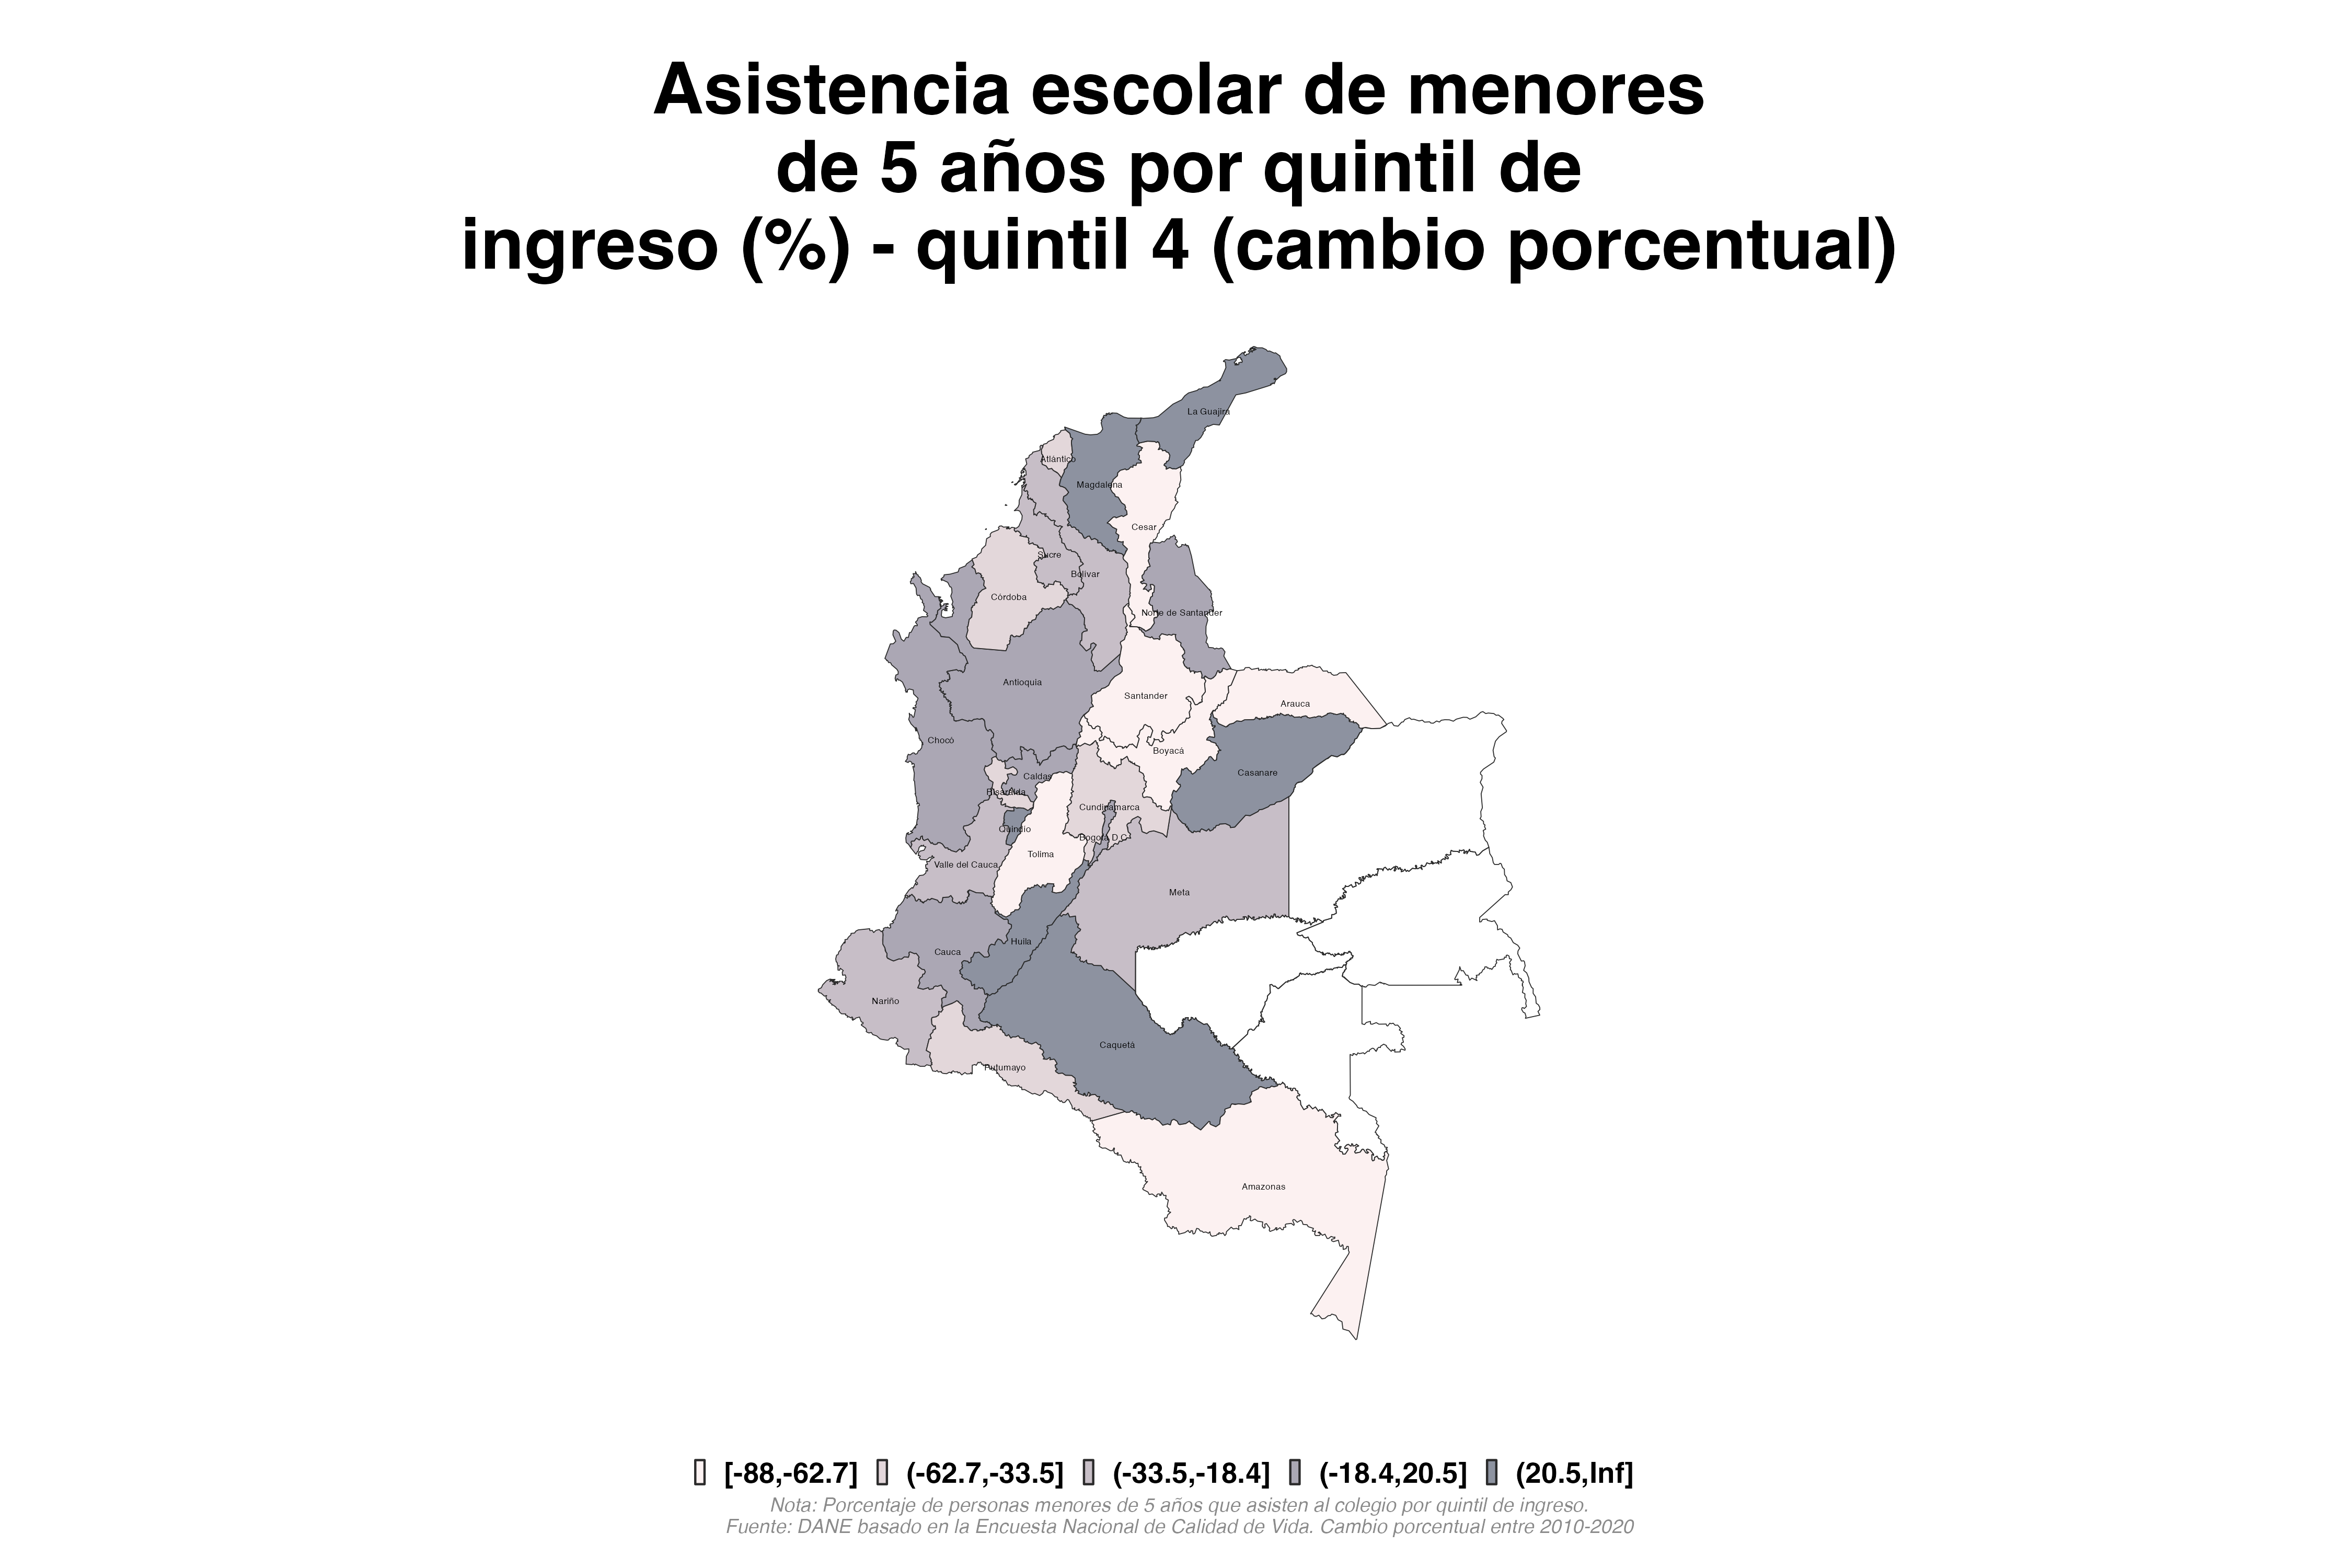 Asistencia escolar de menores
de 5 años por quintil de
ingreso (%) - quintil 4 (cambio porcentual)
La Guajira
Atlántico
Magdalena
Cesar
Sucre
Bolívar
Córdoba
Norte de Santander
Antioquia
Santander
Arauca
Chocó
Boyacá
Casanare
Caldas
Risaralda
Cundinamarca
Quindío
Bogotá D.C.
Tolima
Valle del Cauca
Meta
Huila
Cauca
Nariño
Caquetá
Putumayo
Amazonas
[-88,-62.7] (-62.7,-33.5] (-33.5,-18.4] (-18.4,20.5] (20.5,Inf]
Nota: Porcentaje de personas menores de 5 años que asisten al colegio por quintil de ingreso.
Fuente: DANE basado en la Encuesta Nacional de Calidad de Vida. Cambio porcentual entre 2010-2020